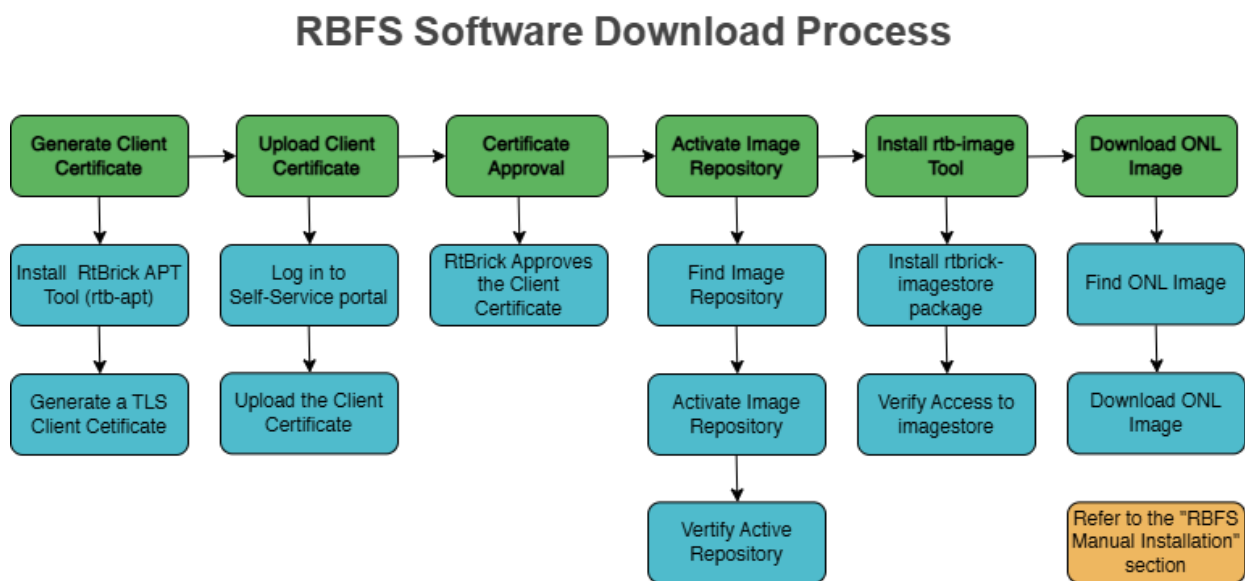 RBFS Software Download Process
Generate Client
Certificate
Upload Client
Certificate
Certificate
Approval
Activate Image
Repository
Install rtb-image
Tool
Download ONL
Image
Install RtBrick APT
Tool (rtb-apt)
Log in to
Self-Service portal
RtBrick Approves
the Client
Certificate
Find Image
Repository
Install rtbrick-
imagestore
package
Find ONL Image
Generate a TLS
Client Cetificate
Upload the Client
Certificate
Activate Image
Repository
Verify Access to
imagestore
Download ONL
Image
Vertify Active
Repository
Refer to the "RBFS
Manual Installation"
section